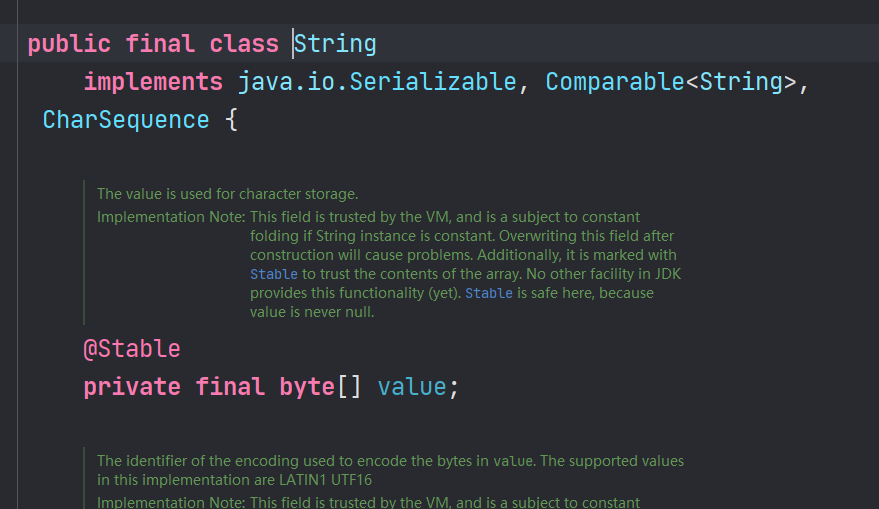 public final class String
implements java.io.Serializable, Comparable<String>,
CharSequence {
The value is used for character storage.
Implementation Note: This field is trusted by the VM, and is a subject to constant
folding if String instance is constant. Overwriting this field after
construction will cause problems. Additionally, it is marked with
Stable to trust the contents of the array. No other facility in JDK
provides this functionality (yet). Stable is safe here, because
value is never null.
@Stable
private final byte[] value;
The identifier of the encoding used to encode the bytes in value. The supported values
in this implementation are LATIN1 UTF16
Implementation Note: This field is trusted by the VM, and is a subject to constant